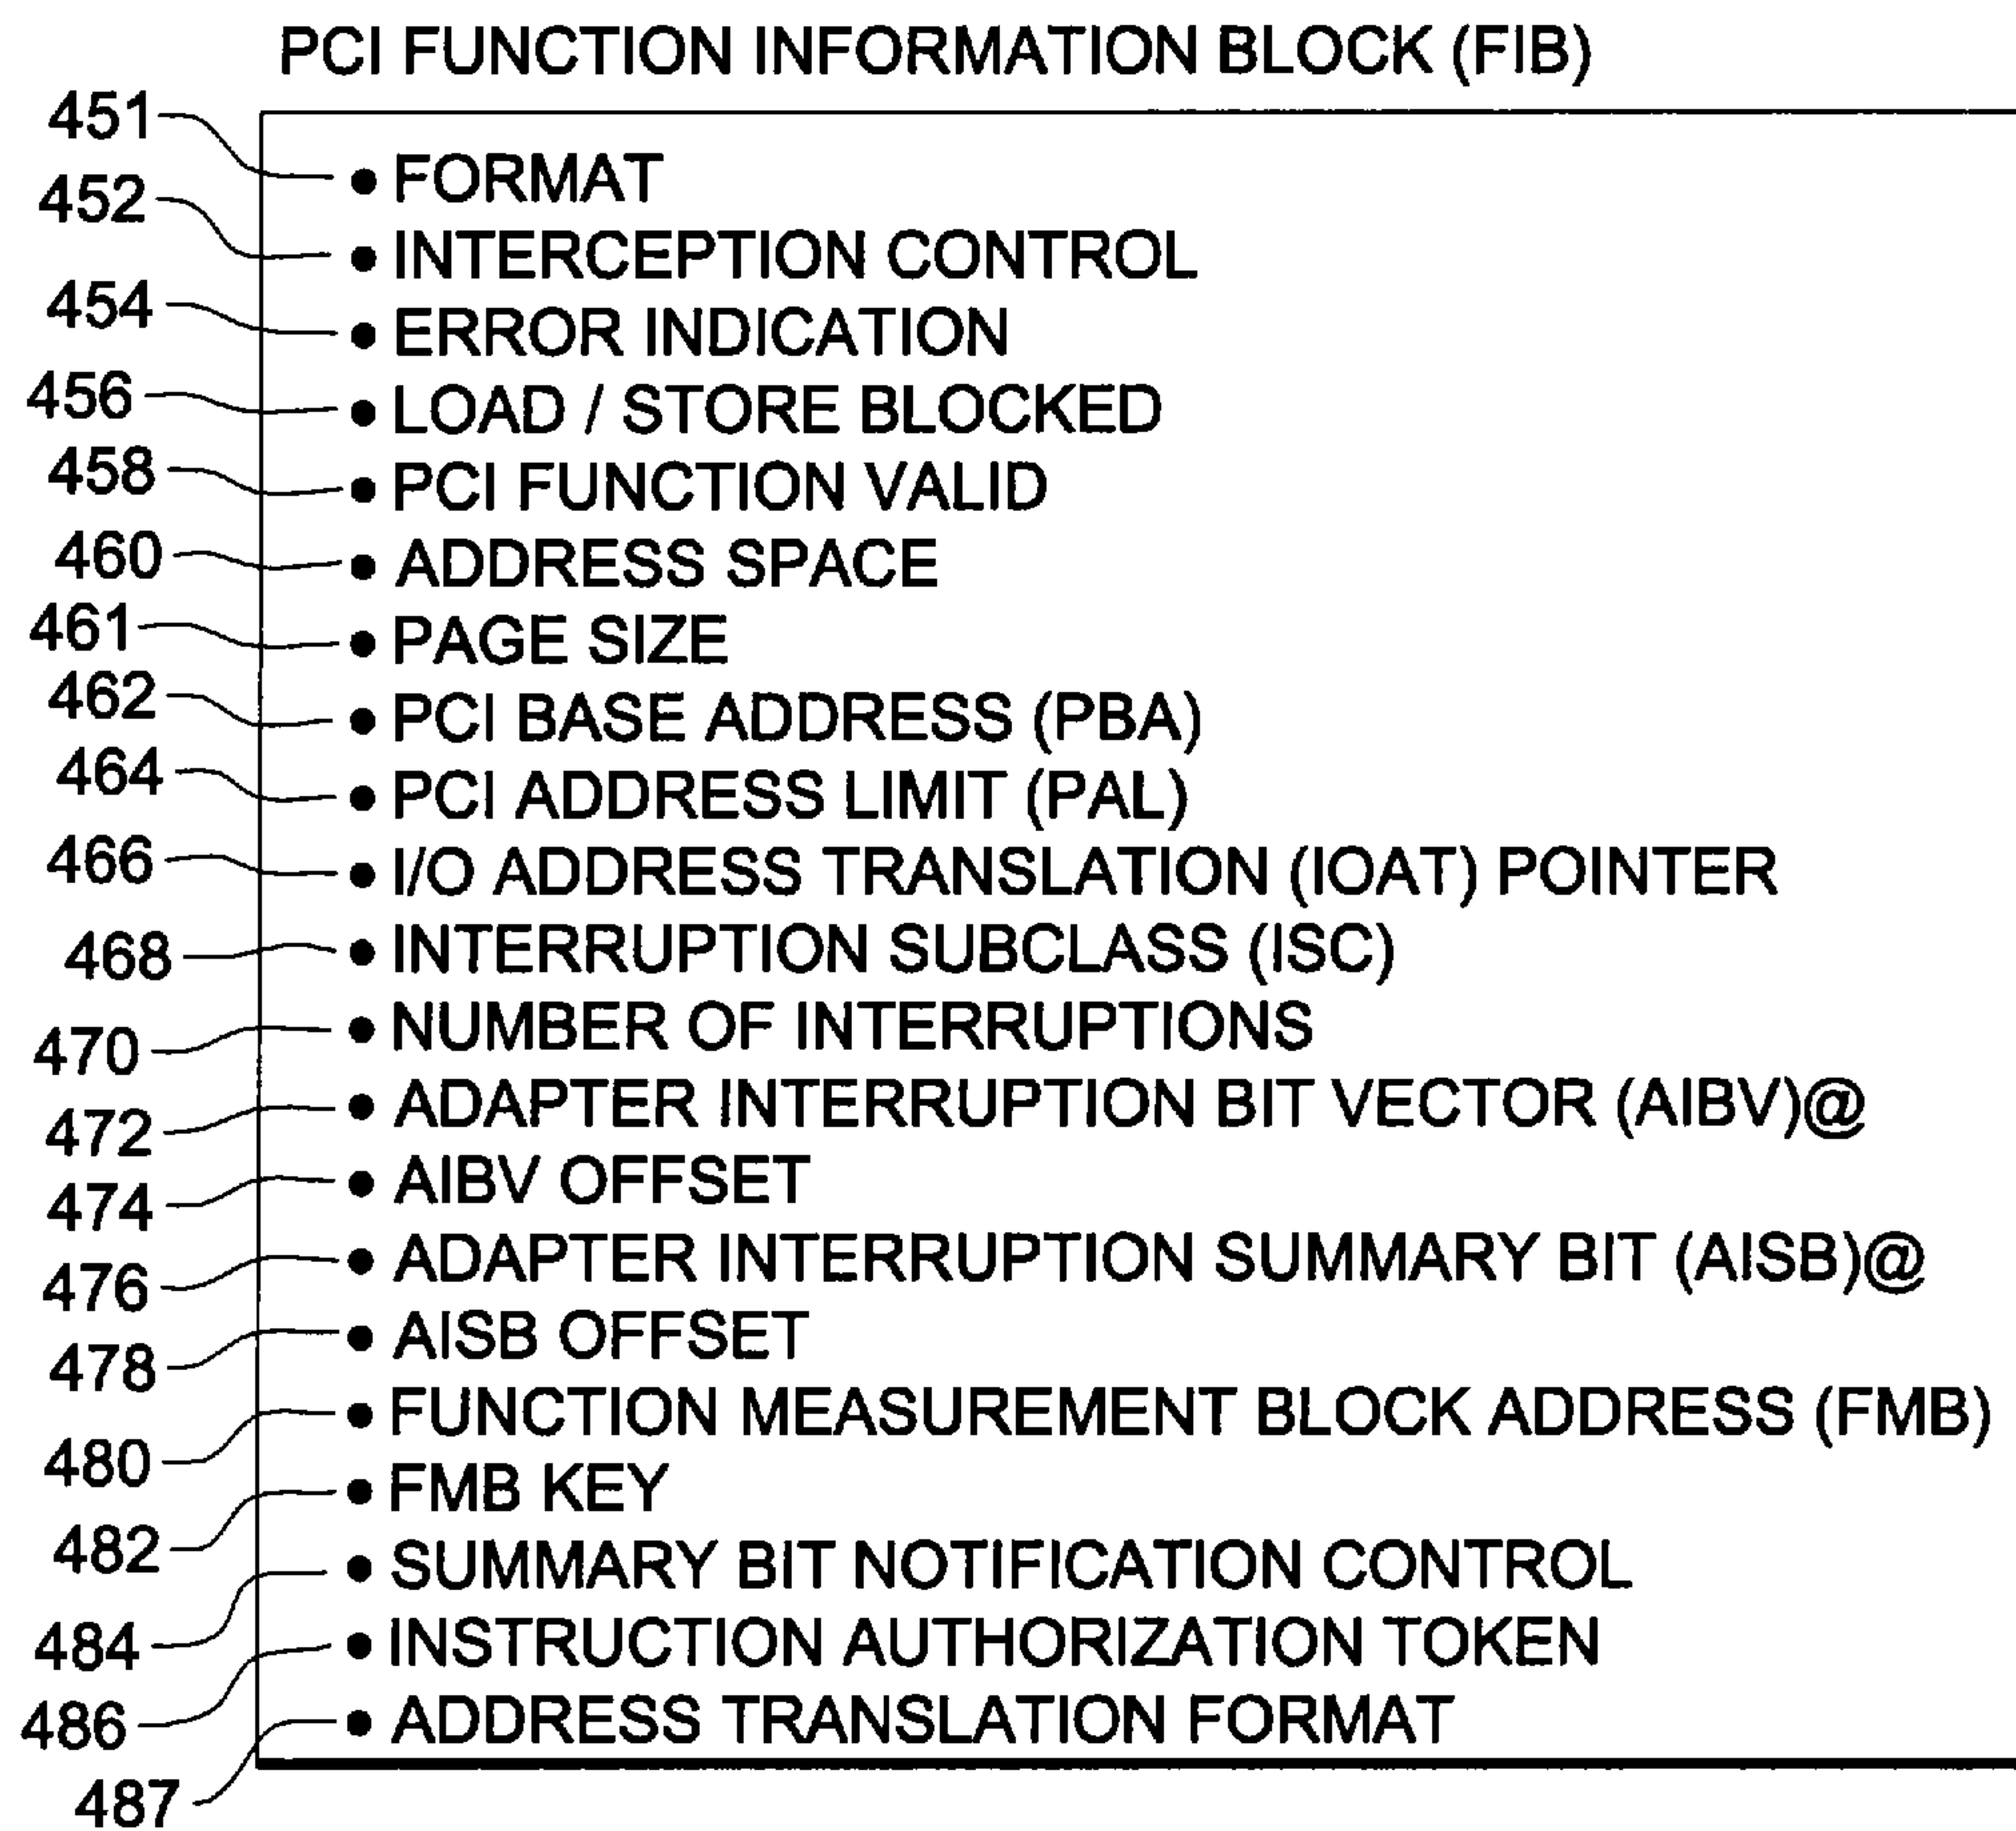 PCI FUNCTION INFORMATION BLOCK (FIB)
451 • FORMAT
452 • INTERCEPTION CONTROL
454 • ERROR INDICATION
456 • LOAD / STORE BLOCKED
458 • PCI FUNCTION VALID
460 • ADDRESS SPACE
461 • PAGE SIZE
462 • PCI BASE ADDRESS (PBA)
464 • PCI ADDRESS LIMIT (PAL)
466 • I/O ADDRESS TRANSLATION (IOAT) POINTER
468 • INTERRUPTION SUBCLASS (ISC)
470 • NUMBER OF INTERRUPTIONS
472 • ADAPTER INTERRUPTION BIT VECTOR (AIBV)@
474 • AIBV OFFSET
476 • ADAPTER INTERRUPTION SUMMARY BIT (AISB)@
478 • AISB OFFSET
480 • FUNCTION MEASUREMENT BLOCK ADDRESS (FMB)
482 • FMB KEY
484 • SUMMARY BIT NOTIFICATION CONTROL
486 • INSTRUCTION AUTHORIZATION TOKEN
487 • ADDRESS TRANSLATION FORMAT